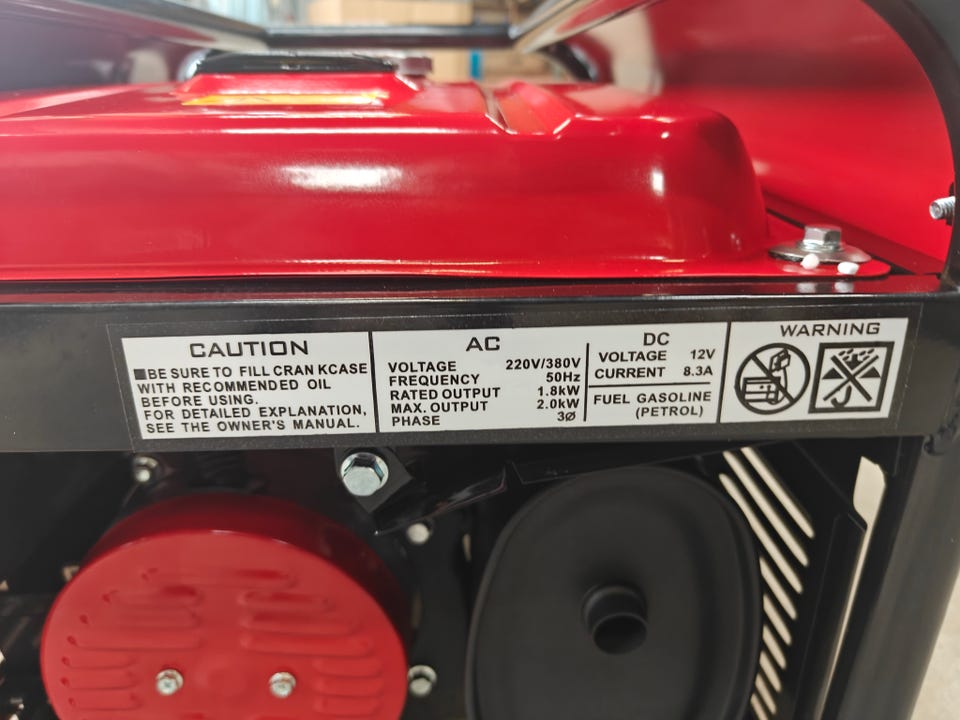 CAUTION
■BE SURE TO FILL CRAN KCASE
WITH RECOMMENDED OIL
BEFORE USING.
FOR DETAILED EXPLANATION,
SEE THE OWNER'S MANUAL.
AC
VOLTAGE 220V/380V
FREQUENCY 50Hz
RATED OUTPUT 1.8kW
MAX. OUTPUT 2.0kW
PHASE 3Ø
DC
VOLTAGE 12V
CURRENT 8.3A
FUEL GASOLINE
(PETROL)
WARNING